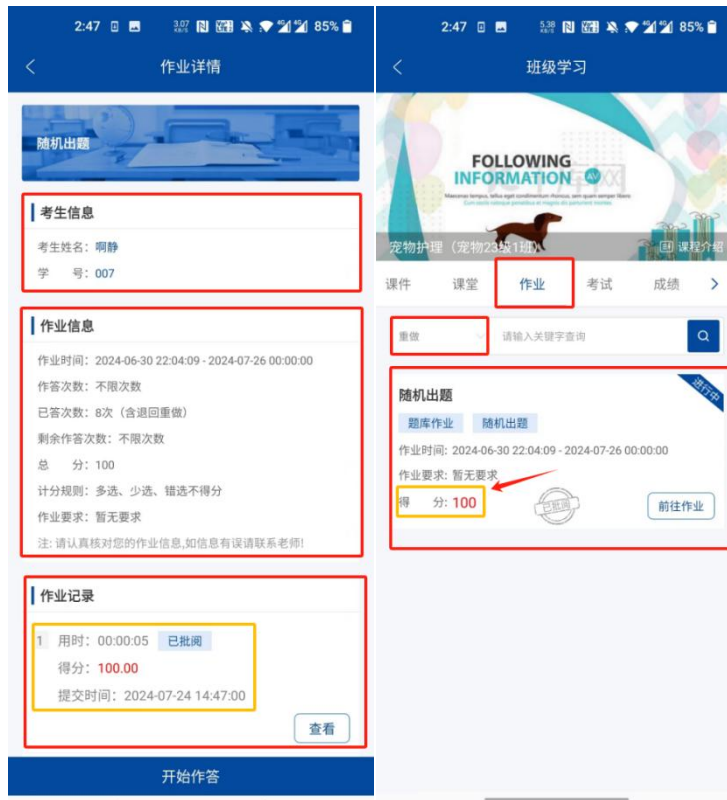 2:47
3.07 KB/S
4G
4G
85%
作业详情
随机出题
考生信息
考生姓名：啊静
学 号：007
作业信息
作业时间：2024-06-30 22:04:09 - 2024-07-26 00:00:00
作答次数：不限次数
已答次数：8次（含退回重做）
剩余作答次数：不限次数
总 分：100
计分规则：多选、少选、错选不得分
作业要求：暂无要求
注：请认真核对您的作业信息,如信息有误请联系老师!
作业记录
1 用时：00:00:05 已批阅
得分：100.00
提交时间：2024-07-24 14:47:00
查看
开始作答
2:47
5.38 KB/S
4G
4G
85%
班级学习
FOLLOWING
INFORMATION
宠物护理（宠物23级1班）
课程介绍
课件 课堂 作业 考试 成绩
重做
请输入关键字查询
进行中
随机出题
题库作业 随机出题
作业时间: 2024-06-30 22:04:09 - 2024-07-26 00:00:00
作业要求: 暂无要求
得 分: 100
已批阅
前往作业